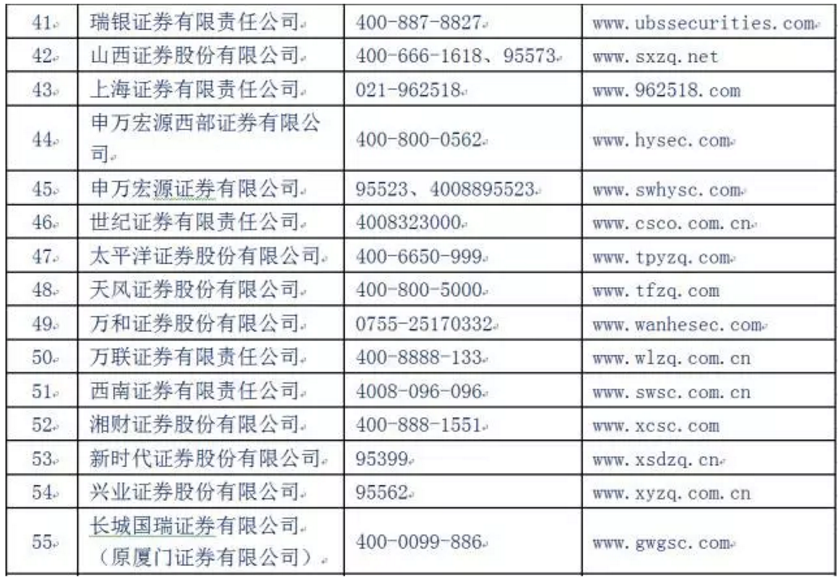 41 瑞银证券有限责任公司 400-887-8827 www.ubssecurities.com
42 山西证券股份有限公司 400-666-1618、95573 www.sxzq.net
43 上海证券有限责任公司 021-962518 www.962518.com
44 申万宏源西部证券有限公 400-800-0562 www.hysec.com
司
45 申万宏源证券有限公司 95523、4008895523 www.swhysc.com
46 世纪证券有限责任公司 4008323000 www.csco.com.cn
47 太平洋证券股份有限公司 400-6650-999 www.tpyzq.com
48 天风证券股份有限公司 400-800-5000 www.tfzq.com
49 万和证券股份有限公司 0755-25170332 www.wanhesec.com
50 万联证券有限责任公司 400-8888-133 www.wlzq.com.cn
51 西南证券有限责任公司 4008-096-096 www.swsc.com.cn
52 湘财证券股份有限公司 400-888-1551 www.xcsc.com
53 新时代证券股份有限公司 95399 www.xsdzq.cn
54 兴业证券股份有限公司 95562 www.xyzq.com.cn
55 长城国瑞证券有限公司 400-0099-886 www.gwgsc.com
（原厦门证券有限公司）